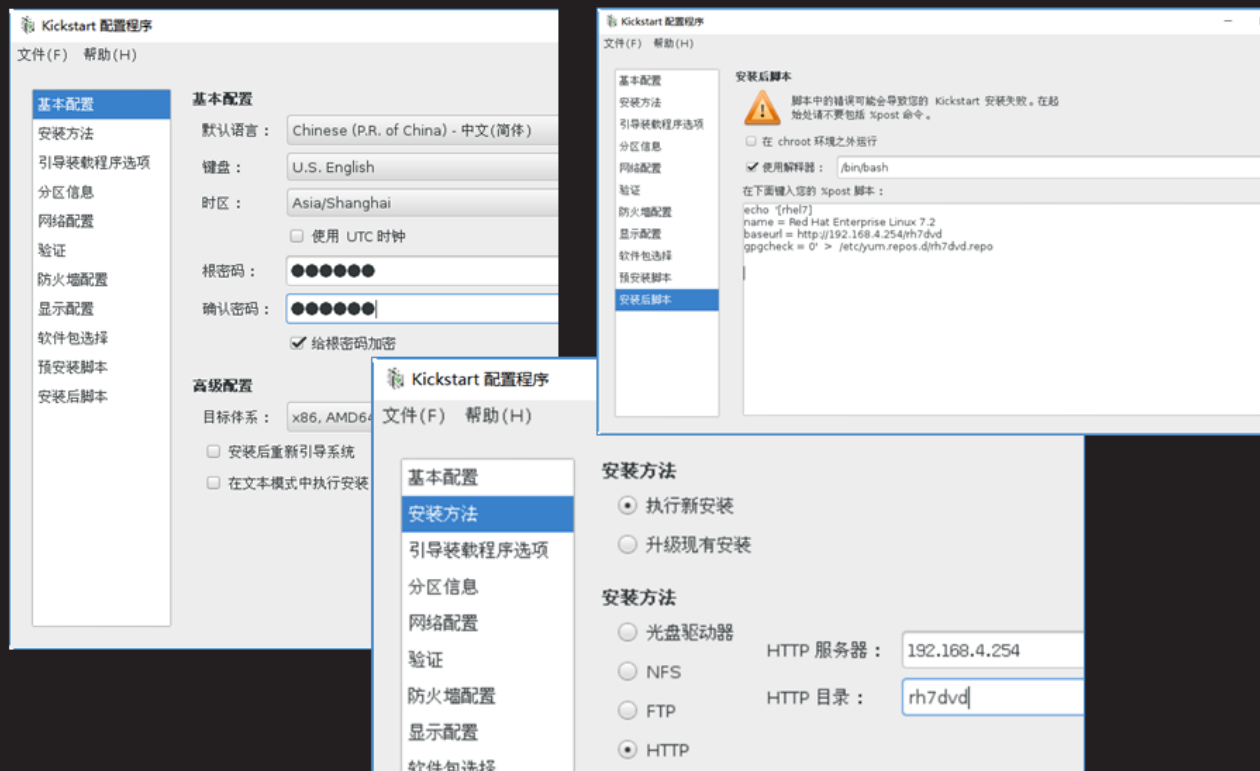 Kickstart 配置程序
文件(F) 帮助(H)
基本配置
安装方法
引导装载程序选项
分区信息
网络配置
验证
防火墙配置
显示配置
软件包选择
预安装脚本
安装后脚本
基本配置
默认语言： Chinese (P.R. of China) - 中文(简体)
键盘： U.S. English
时区： Asia/Shanghai
使用 UTC 时钟
根密码： ●●●●●●
确认密码： ●●●●●●
给根密码加密
高级配置
目标体系： x86, AMD64
安装后重新引导系统
在文本模式中执行安装
Kickstart 配置程序
文件(F) 帮助(H)
基本配置
安装方法
引导装载程序选项
分区信息
网络配置
验证
防火墙配置
显示配置
软件包选择
预安装脚本
安装后脚本
安装后脚本
脚本中的错误可能会导致您的 Kickstart 安装失败。在起
始处请不要包括 %post 命令。
在 chroot 环境之外运行
使用解释器： /bin/bash
在下面键入您的 %post 脚本：
echo '[rhel7]
name = Red Hat Enterprise Linux 7.2
baseurl = http://192.168.4.254/rh7dvd
gpgcheck = 0' > /etc/yum.repos.d/rh7dvd.repo
Kickstart 配置程序
文件(F) 帮助(H)
基本配置
安装方法
引导装载程序选项
分区信息
网络配置
验证
防火墙配置
显示配置
软件包选择
安装方法
执行新安装
升级现有安装
安装方法
光盘驱动器
NFS
FTP
HTTP
HTTP 服务器： 192.168.4.254
HTTP 目录： rh7dvd